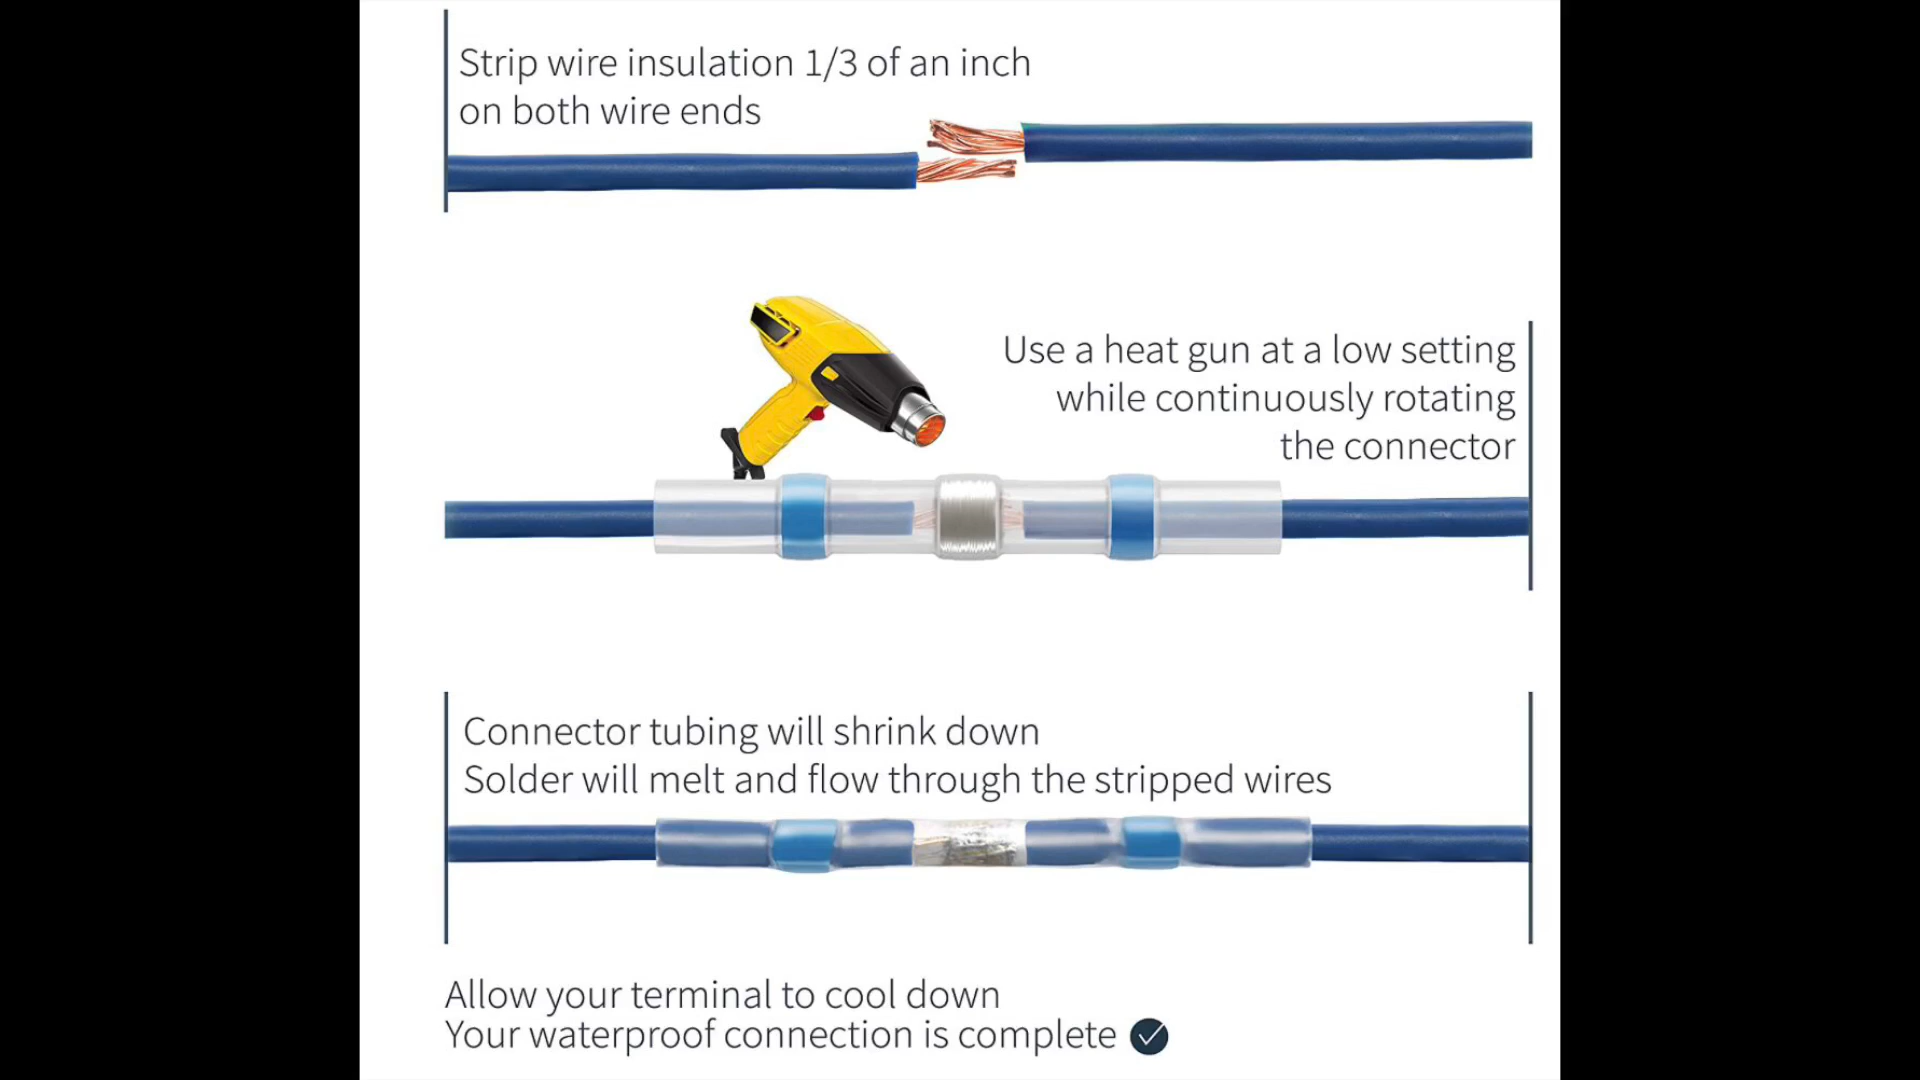 Strip wire insulation 1/3 of an inch
on both wire ends
Use a heat gun at a low setting
while continuously rotating
the connector
Connector tubing will shrink down
Solder will melt and flow through the stripped wires
Allow your terminal to cool down
Your waterproof connection is complete